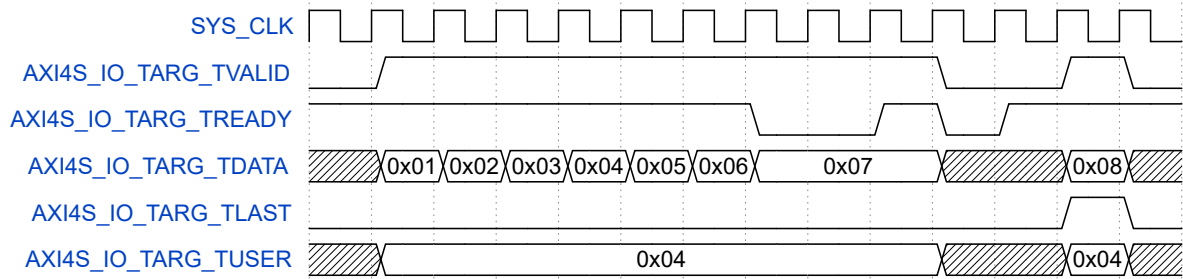 SYS_CLK
AXI4S_IO_TARG_TVALID
AXI4S_IO_TARG_TREADY
AXI4S_IO_TARG_TDATA 0x01 0x02 0x03 0x04 0x05 0x06 0x07 0x08
AXI4S_IO_TARG_TLAST
AXI4S_IO_TARG_TUSER 0x04 0x04